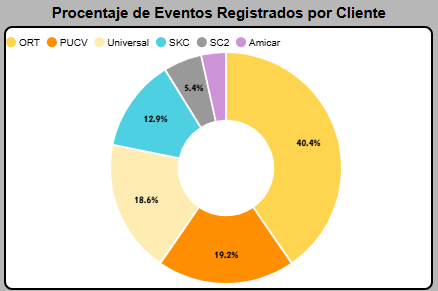 Procentaje de Eventos Registrados por Cliente
ORT PUCV Universal SKC SC2 Amicar
5.4%
12.9%
40.4%
18.6%
19.2%